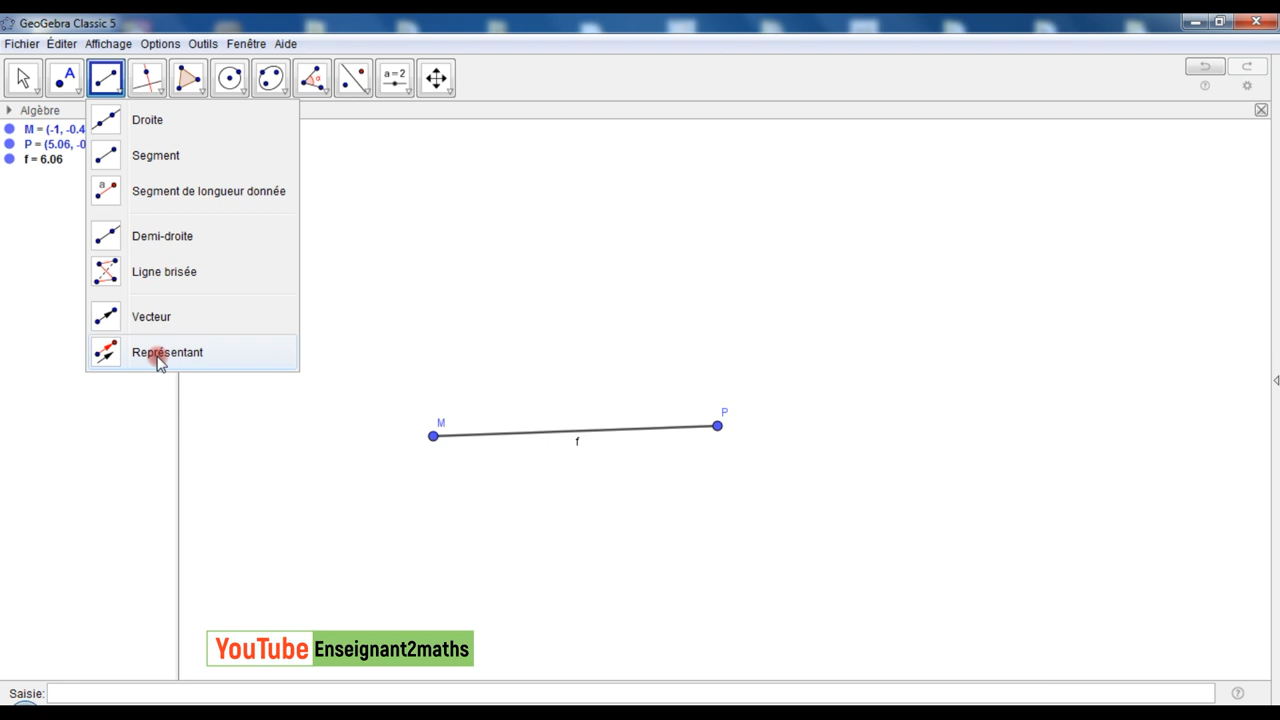 GeoGebra Classic 5
Fichier Éditer Affichage Options Outils Fenêtre Aide
A
α
a=2
Algèbre
M = (-1, -0.4
P = (5.06, -0
f = 6.06
Droite
Segment
a
Segment de longueur donnée
Demi-droite
Ligne brisée
Vecteur
Représentant
M
P
f
YouTube Enseignant2maths
Saisie: